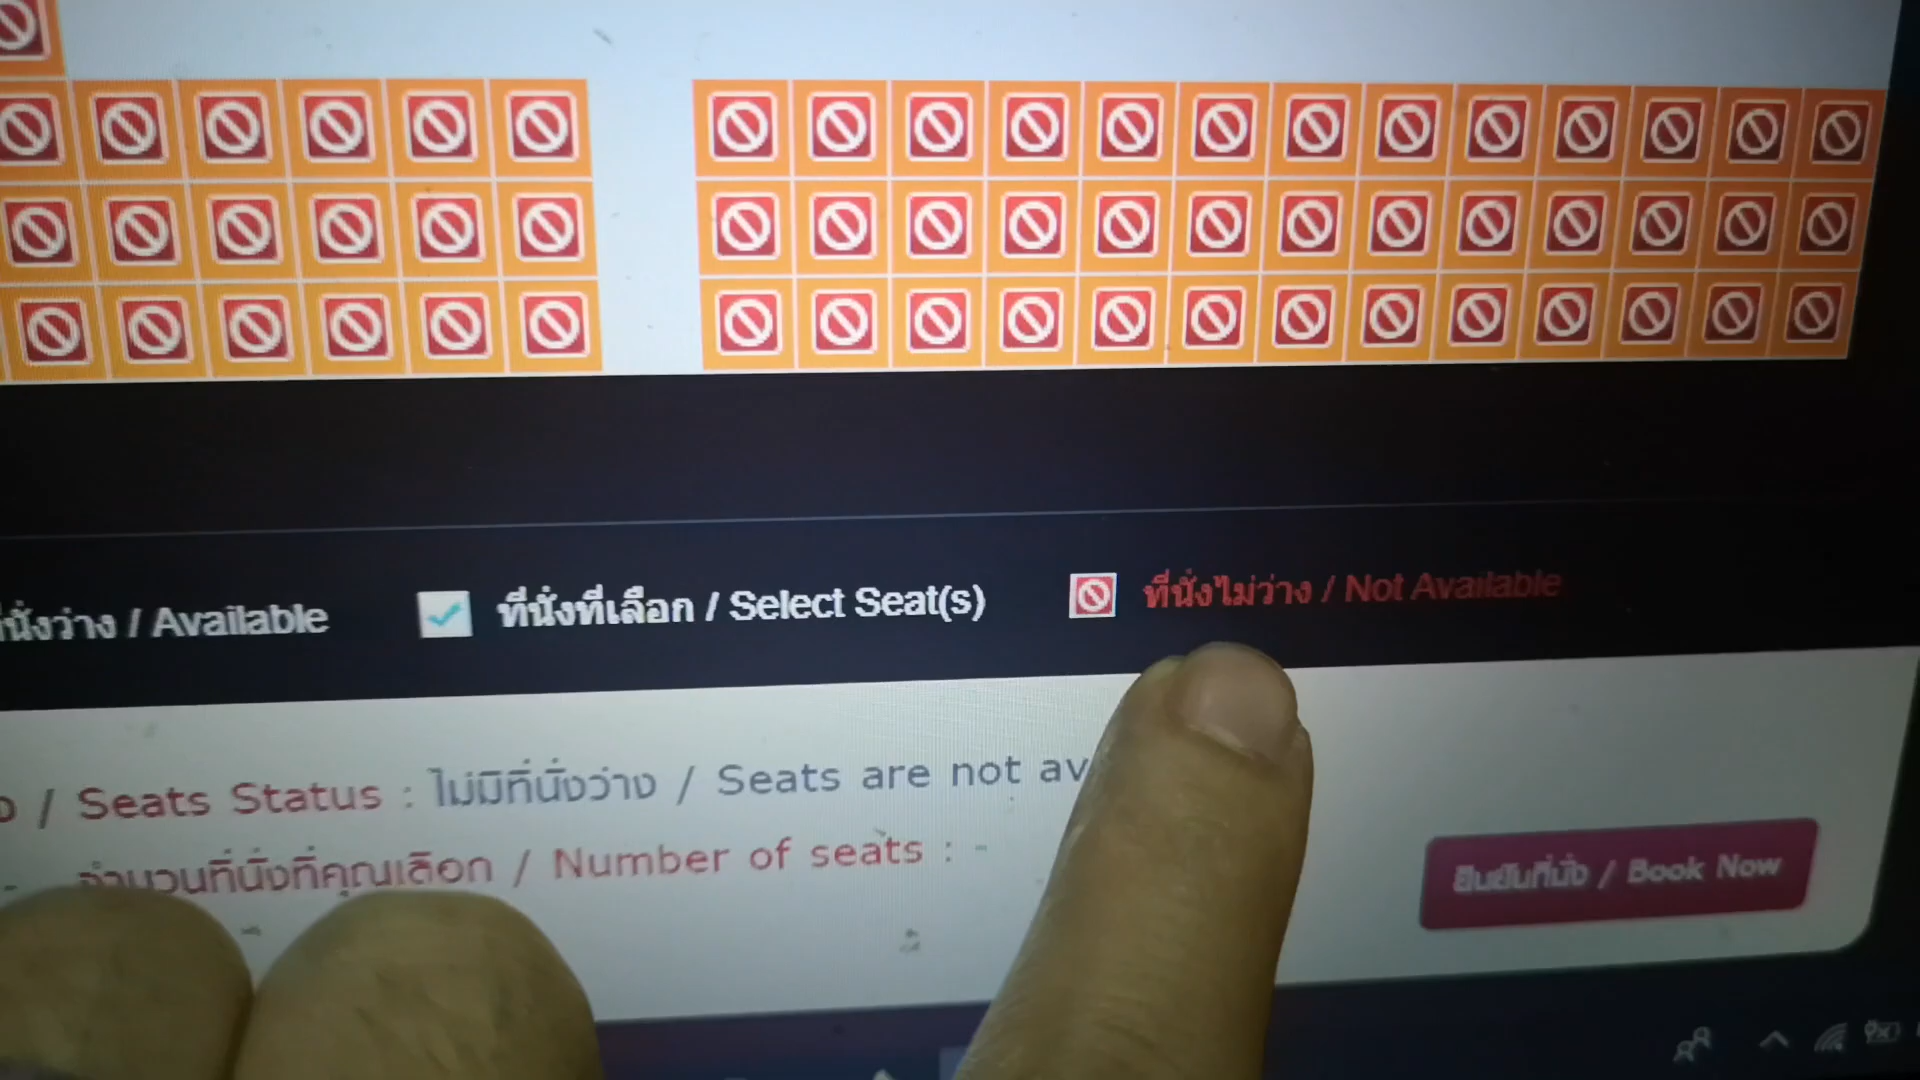 ที่นั่งว่าง / Available ที่นั่งที่เลือก / Select Seat(s) ที่นั่งไม่ว่าง / Not Available
/ Seats Status : ไม่มีที่นั่งว่าง / Seats are not
- จำนวนที่นั่งที่คุณเลือก / Number of seats : -
ยืนยันที่นั่ง / Book Now